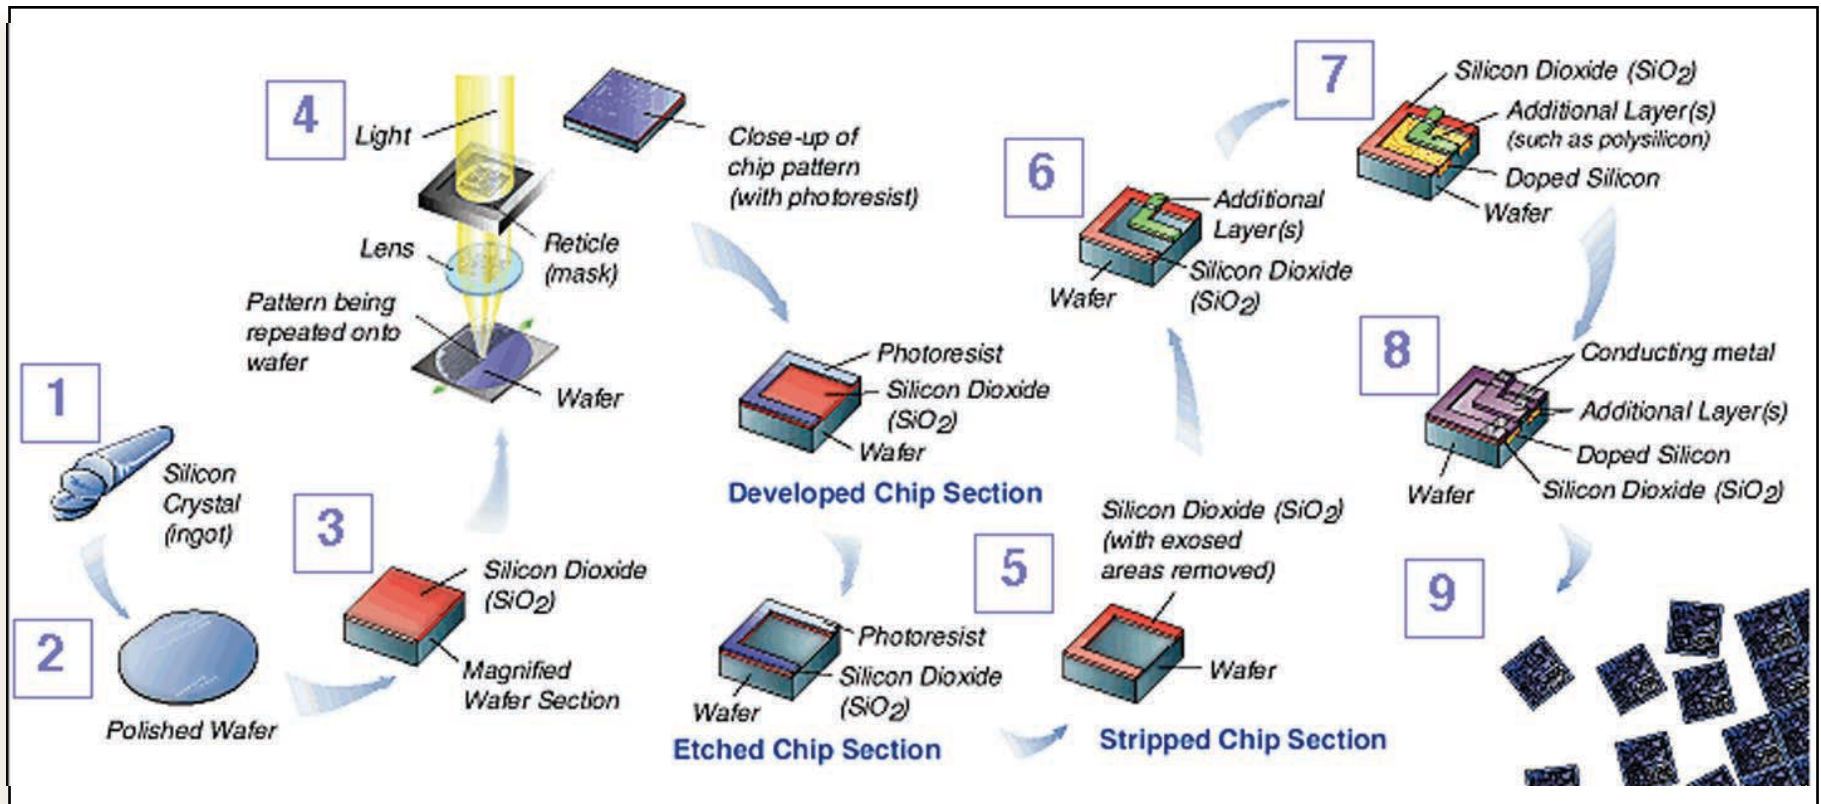 1
Silicon
Crystal
(ingot)
2
Polished Wafer
3
Silicon Dioxide
(SiO2)
Magnified
Wafer Section
4
Light
Lens
Reticle
(mask)
Pattern being
repeated onto
wafer
Wafer
Close-up of
chip pattern
(with photoresist)
Photoresist
Silicon Dioxide
(SiO2)
Wafer
Developed Chip Section
Photoresist
Silicon Dioxide
(SiO2)
Wafer
Etched Chip Section
5
Silicon Dioxide (SiO2)
(with exosed
areas removed)
Wafer
Stripped Chip Section
6
Additional
Layer(s)
Silicon Dioxide
(SiO2)
Wafer
7
Silicon Dioxide (SiO2)
Additional Layer(s)
(such as polysilicon)
Doped Silicon
Wafer
8
Conducting metal
Additional Layer(s)
Doped Silicon
Silicon Dioxide (SiO2)
Wafer
9